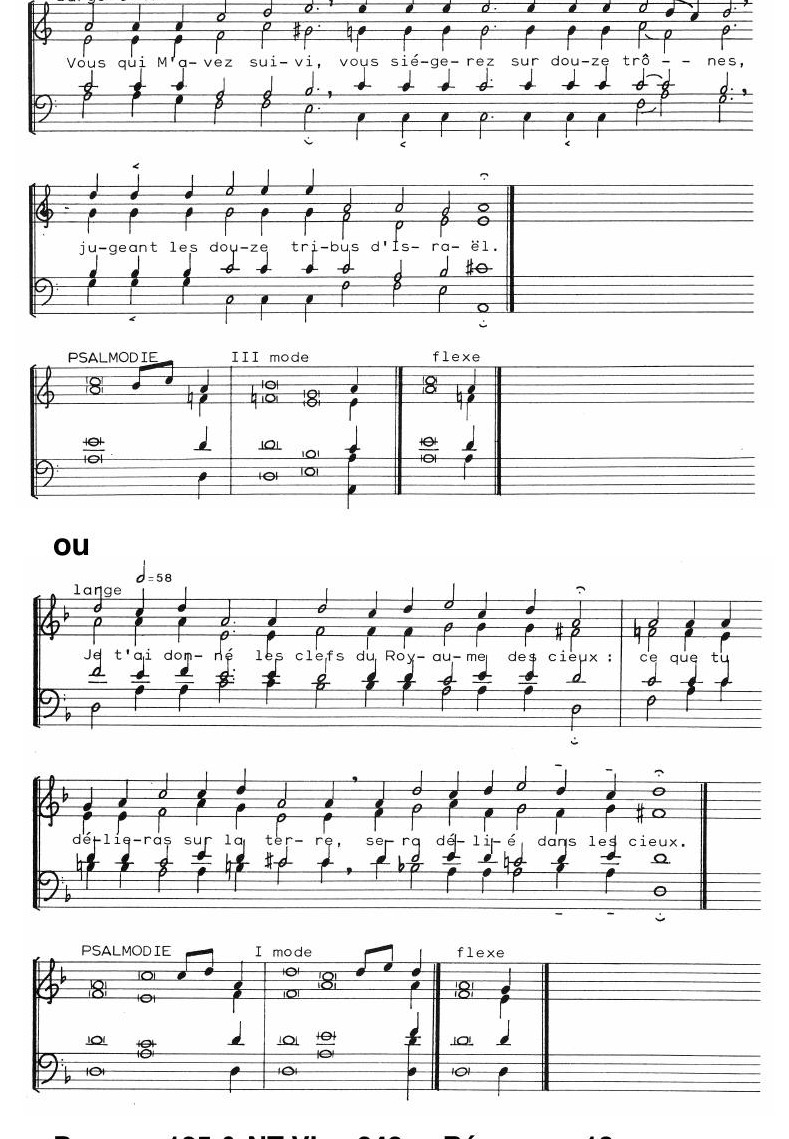 Vous qui M'a-vez sui-vi, vous sié-ge-rez sur dou-ze trô - - nes,
ju-geant les dou-ze tri-bus d'Is- ra- ël.
PSALMODIE III mode flexe
ou
large =58
Je t'ai don- né les clefs du Roy-au-me des cieux : ce que tu
dé-lie-ras sur la ter- re, se-ra dé-li-é dans les cieux.
PSALMODIE I mode flexe